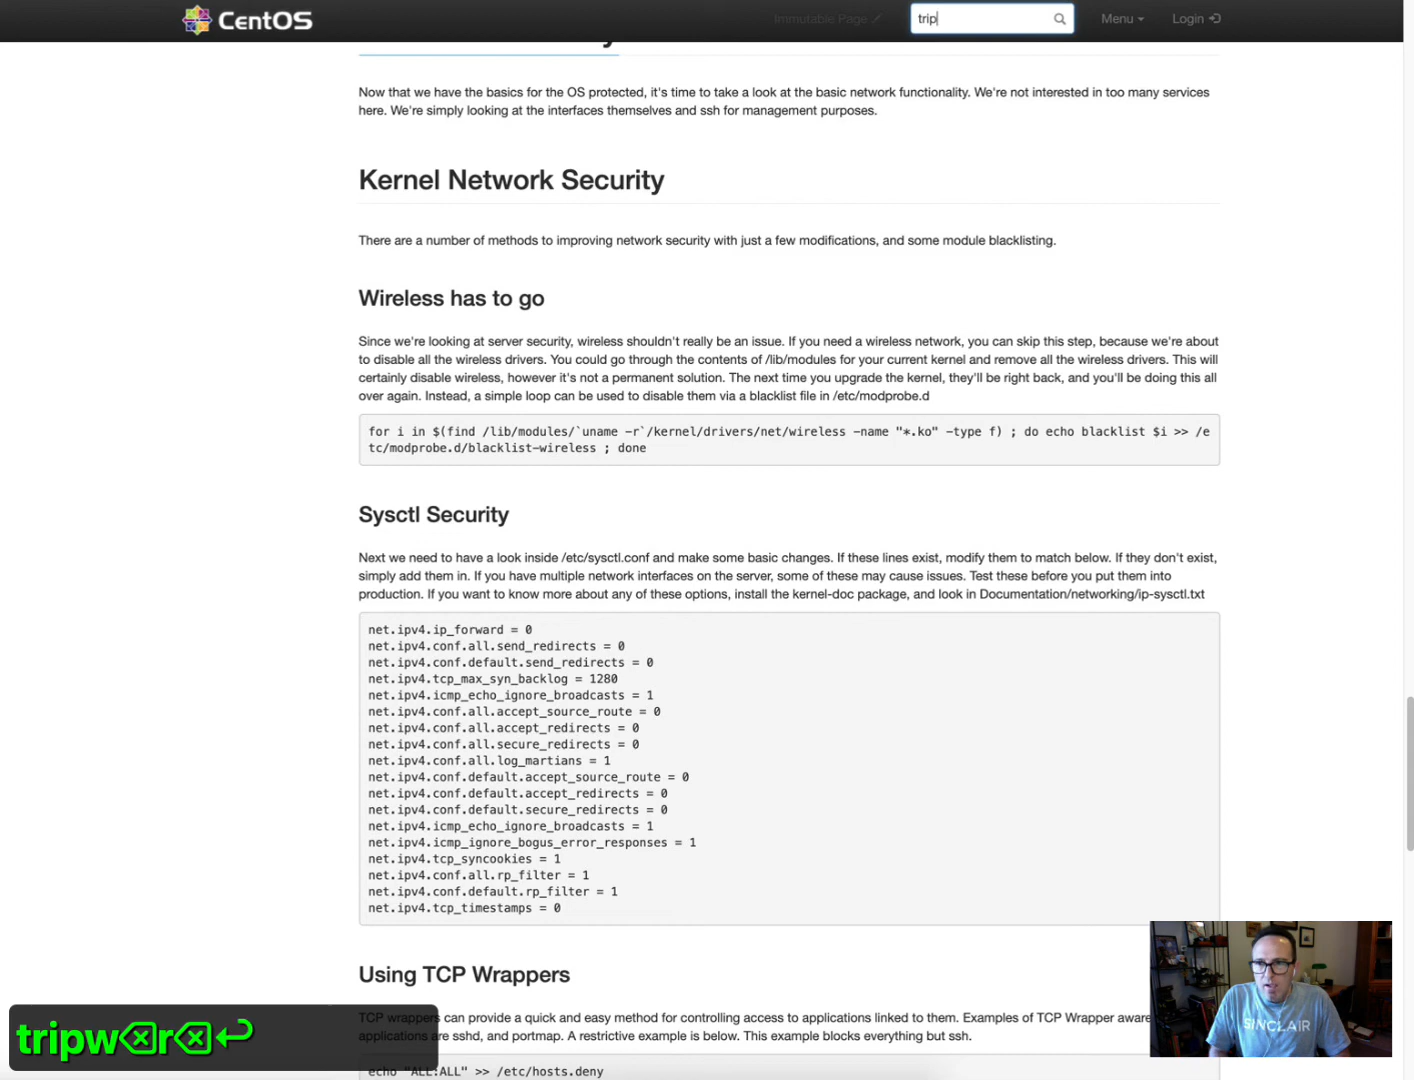 CentOS
Immutable Page
trip
Menu
Login
Now that we have the basics for the OS protected, it's time to take a look at the basic network functionality. We're not interested in too many services
here. We're simply looking at the interfaces themselves and ssh for management purposes.
Kernel Network Security
There are a number of methods to improving network security with just a few modifications, and some module blacklisting.
Wireless has to go
Since we're looking at server security, wireless shouldn't really be an issue. If you need a wireless network, you can skip this step, because we're about
to disable all the wireless drivers. You could go through the contents of /lib/modules for your current kernel and remove all the wireless drivers. This will
certainly disable wireless, however it's not a permanent solution. The next time you upgrade the kernel, they'll be right back, and you'll be doing this all
over again. Instead, a simple loop can be used to disable them via a blacklist file in /etc/modprobe.d
for i in $(find /lib/modules/`uname -r`/kernel/drivers/net/wireless -name "*.ko" -type f) ; do echo blacklist $i >> /e
tc/modprobe.d/blacklist-wireless ; done
Sysctl Security
Next we need to have a look inside /etc/sysctl.conf and make some basic changes. If these lines exist, modify them to match below. If they don't exist,
simply add them in. If you have multiple network interfaces on the server, some of these may cause issues. Test these before you put them into
production. If you want to know more about any of these options, install the kernel-doc package, and look in Documentation/networking/ip-sysctl.txt
net.ipv4.ip_forward = 0
net.ipv4.conf.all.send_redirects = 0
net.ipv4.conf.default.send_redirects = 0
net.ipv4.tcp_max_syn_backlog = 1280
net.ipv4.icmp_echo_ignore_broadcasts = 1
net.ipv4.conf.all.accept_source_route = 0
net.ipv4.conf.all.accept_redirects = 0
net.ipv4.conf.all.secure_redirects = 0
net.ipv4.conf.all.log_martians = 1
net.ipv4.conf.default.accept_source_route = 0
net.ipv4.conf.default.accept_redirects = 0
net.ipv4.conf.default.secure_redirects = 0
net.ipv4.icmp_echo_ignore_broadcasts = 1
net.ipv4.icmp_ignore_bogus_error_responses = 1
net.ipv4.tcp_syncookies = 1
net.ipv4.conf.all.rp_filter = 1
net.ipv4.conf.default.rp_filter = 1
net.ipv4.tcp_timestamps = 0
Using TCP Wrappers
TCP wrappers can provide a quick and easy method for controlling access to applications linked to them. Examples of TCP Wrapper aware
applications are sshd, and portmap. A restrictive example is below. This example blocks everything but ssh.
echo "ALL:ALL" >> /etc/hosts.deny
tripw⌫r⌫↩
SINCLAIR